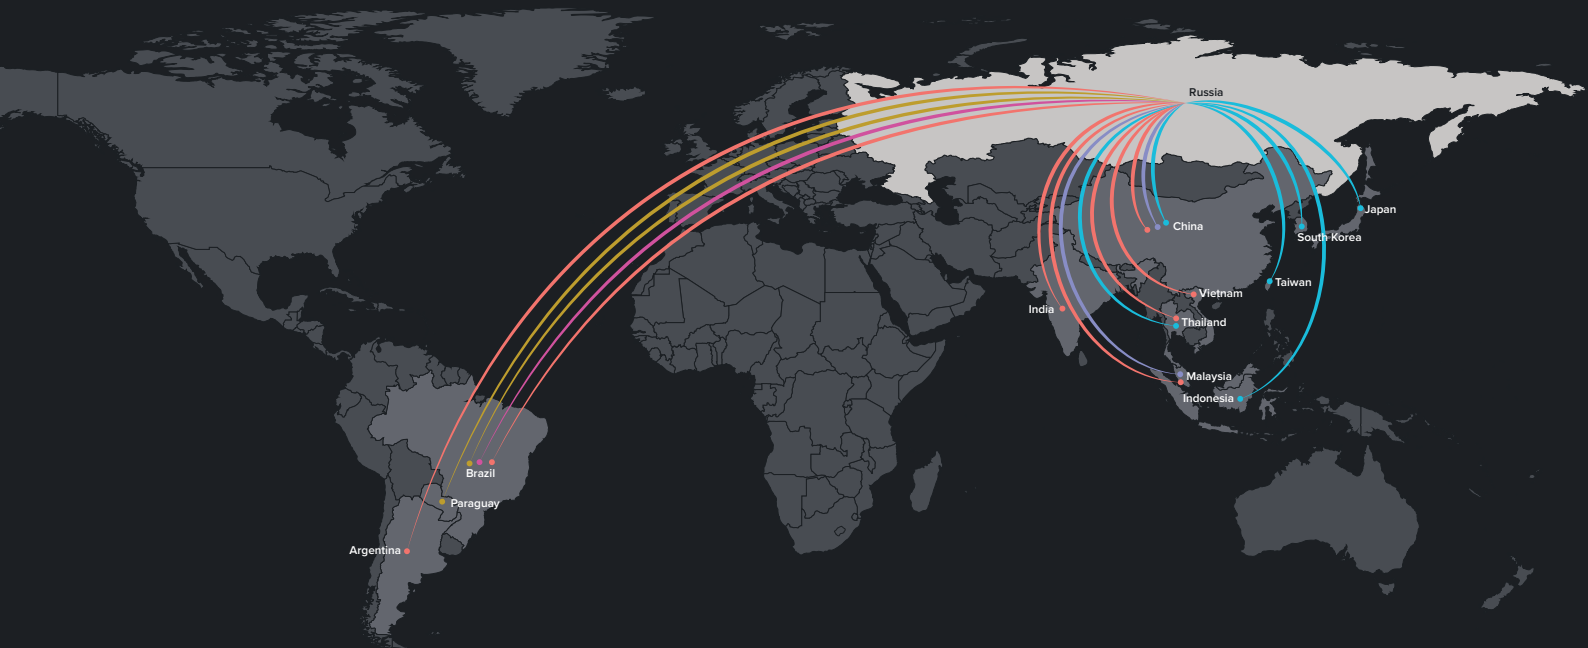 Russia
Japan
China
South Korea
Taiwan
Vietnam
India
Thailand
Malaysia
Indonesia
Brazil
Paraguay
Argentina